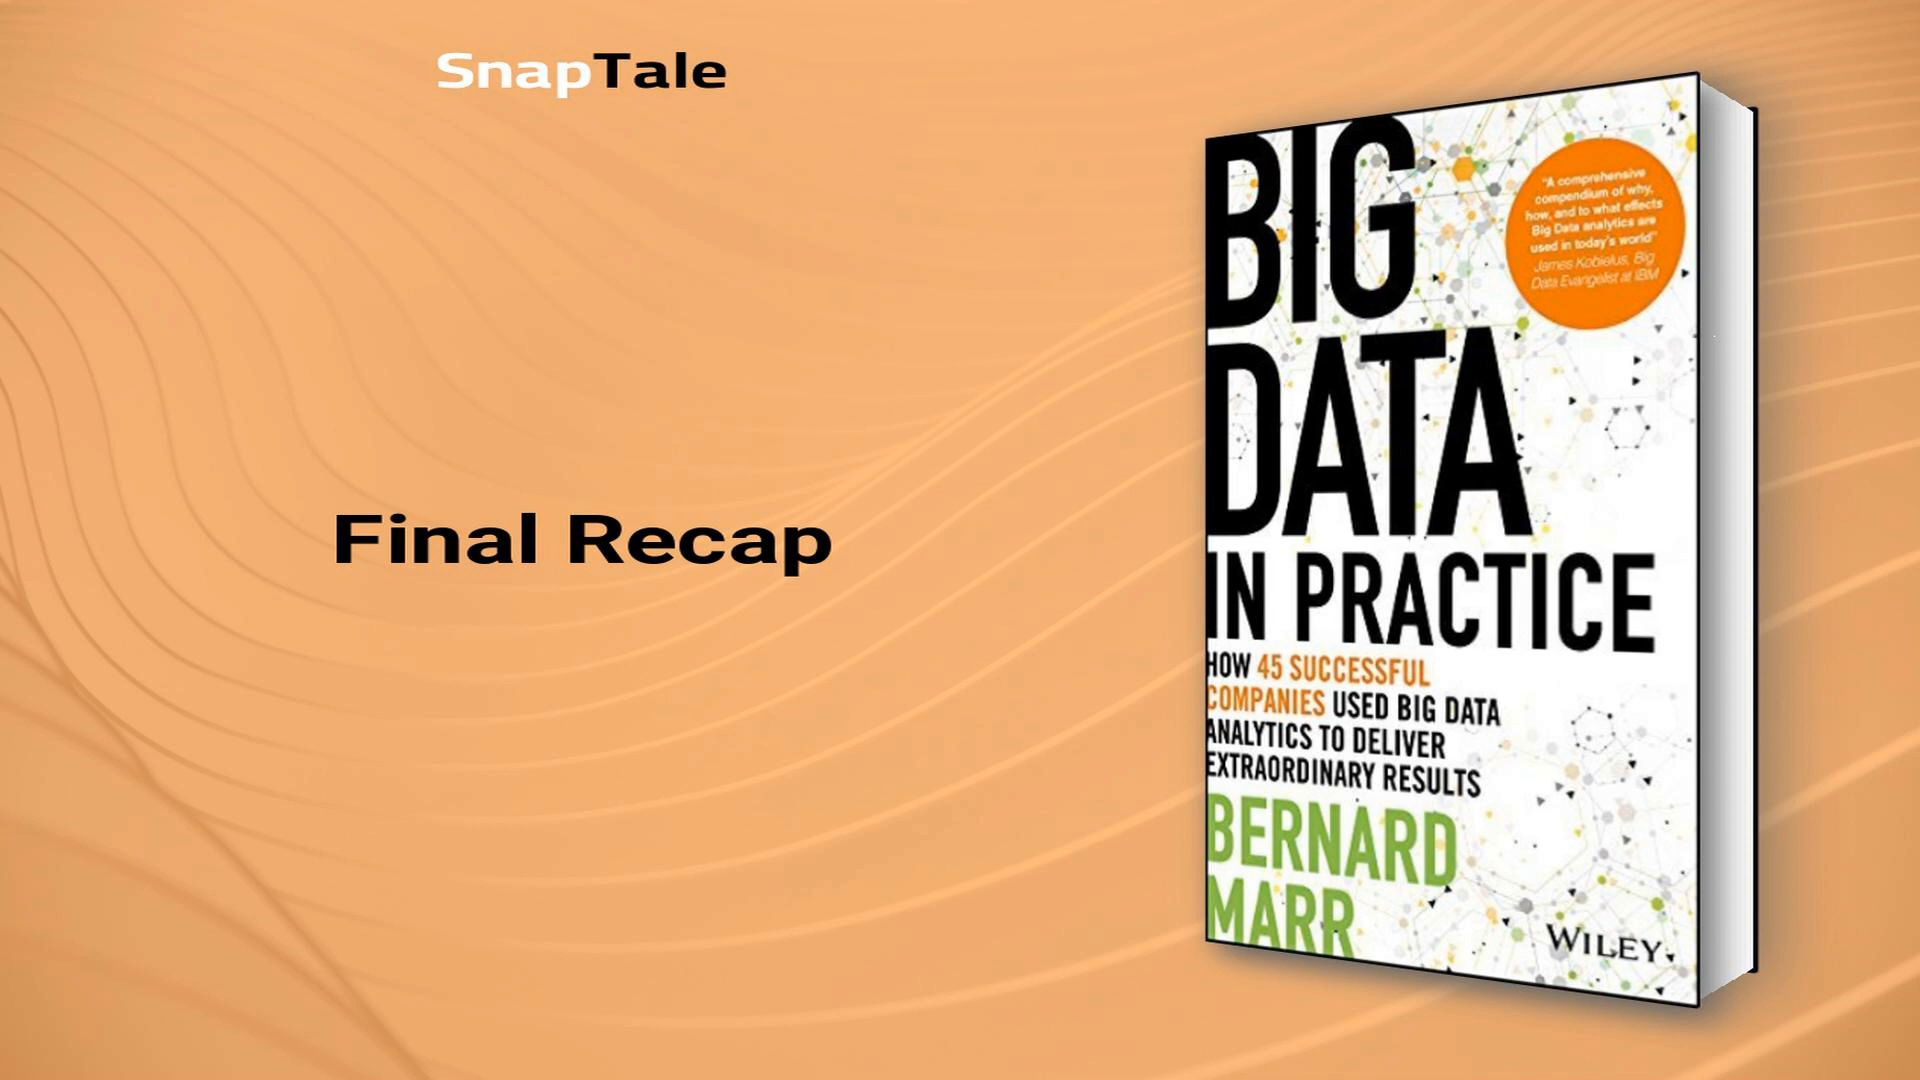 SnapTale
Final Recap
BIG
DATA
IN PRACTICE
HOW 45 SUCCESSFUL
COMPANIES USED BIG DATA
ANALYTICS TO DELIVER
EXTRAORDINARY RESULTS
BERNARD
MARR
WILEY
"A comprehensive
compendium of why,
how, and to what effects
Big Data analytics are
used in today's world"
James Kobielus, Big
Data Evangelist at IBM